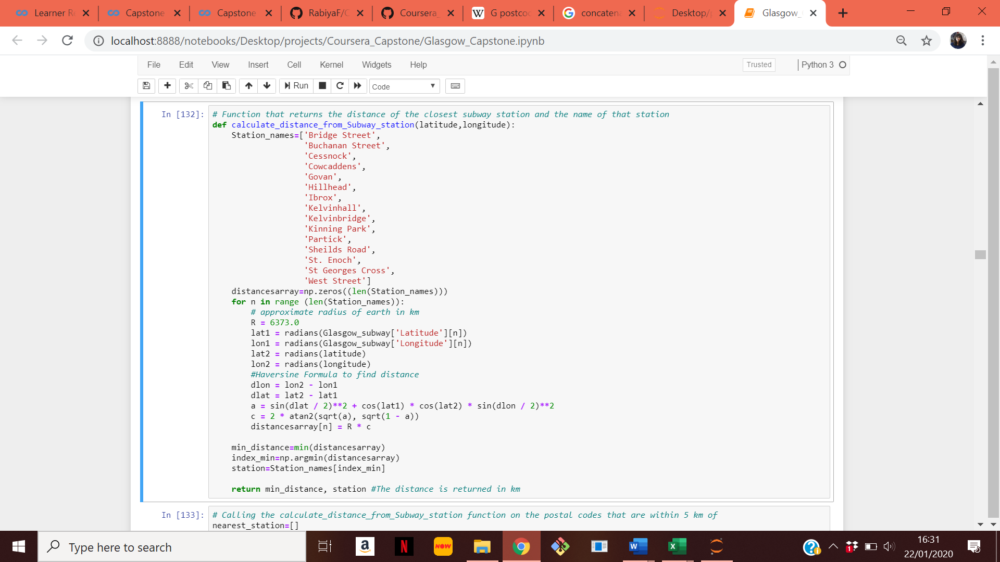 Learner Re
Capstone
Capstone
RabiyaF/C
Coursera_
G postcod
concatena
Desktop/p
Glasgow_
localhost:8888/notebooks/Desktop/projects/Coursera_Capstone/Glasgow_Capstone.ipynb
File Edit View Insert Cell Kernel Widgets Help Trusted Python 3
Run Code
In [132]: # Function that returns the distance of the closest subway station and the name of that station
def calculate_distance_from_Subway_station(latitude,longitude):
Station_names=['Bridge Street',
'Buchanan Street',
'Cessnock',
'Cowcaddens',
'Govan',
'Hillhead',
'Ibrox',
'Kelvinhall',
'Kelvinbridge',
'Kinning Park',
'Partick',
'Sheilds Road',
'St. Enoch',
'St Georges Cross',
'West Street']
distancesarray=np.zeros((len(Station_names)))
for n in range (len(Station_names)):
# approximate radius of earth in km
R = 6373.0
lat1 = radians(Glasgow_subway['Latitude'][n])
lon1 = radians(Glasgow_subway['Longitude'][n])
lat2 = radians(latitude)
lon2 = radians(longitude)
#Haversine Formula to find distance
dlon = lon2 - lon1
dlat = lat2 - lat1
a = sin(dlat / 2)**2 + cos(lat1) * cos(lat2) * sin(dlon / 2)**2
c = 2 * atan2(sqrt(a), sqrt(1 - a))
distancesarray[n] = R * c
min_distance=min(distancesarray)
index_min=np.argmin(distancesarray)
station=Station_names[index_min]
return min_distance, station #The distance is returned in km
In [133]: # Calling the calculate_distance_from_Subway_station function on the postal codes that are within 5 km of
nearest_station=[]
Type here to search
NOW
16:31
22/01/2020